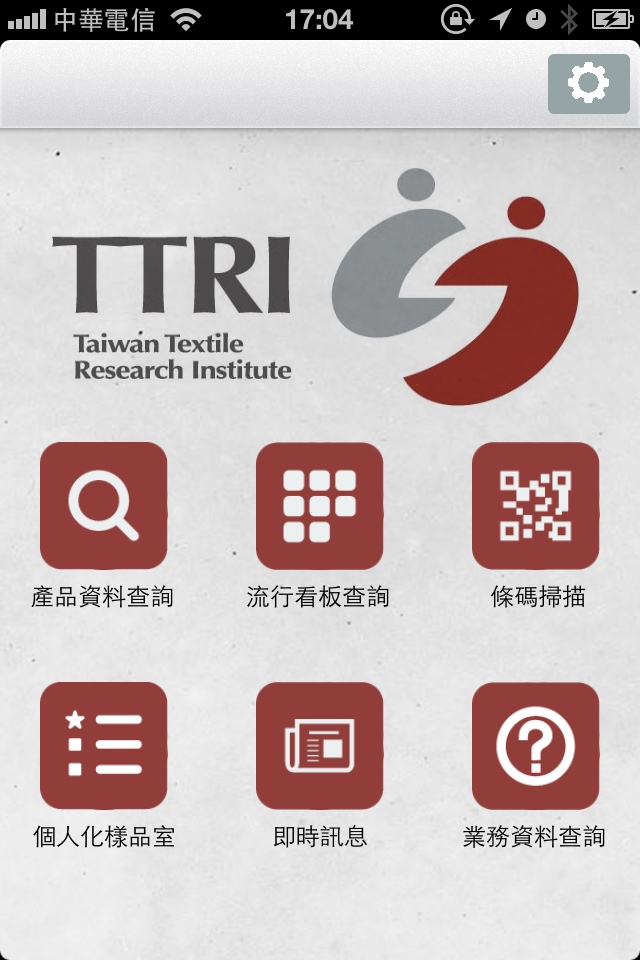 中華電信
17:04
TTRI
Taiwan Textile
Research Institute
產品資料查詢
流行看板查詢
條碼掃描
個人化樣品室
即時訊息
業務資料查詢